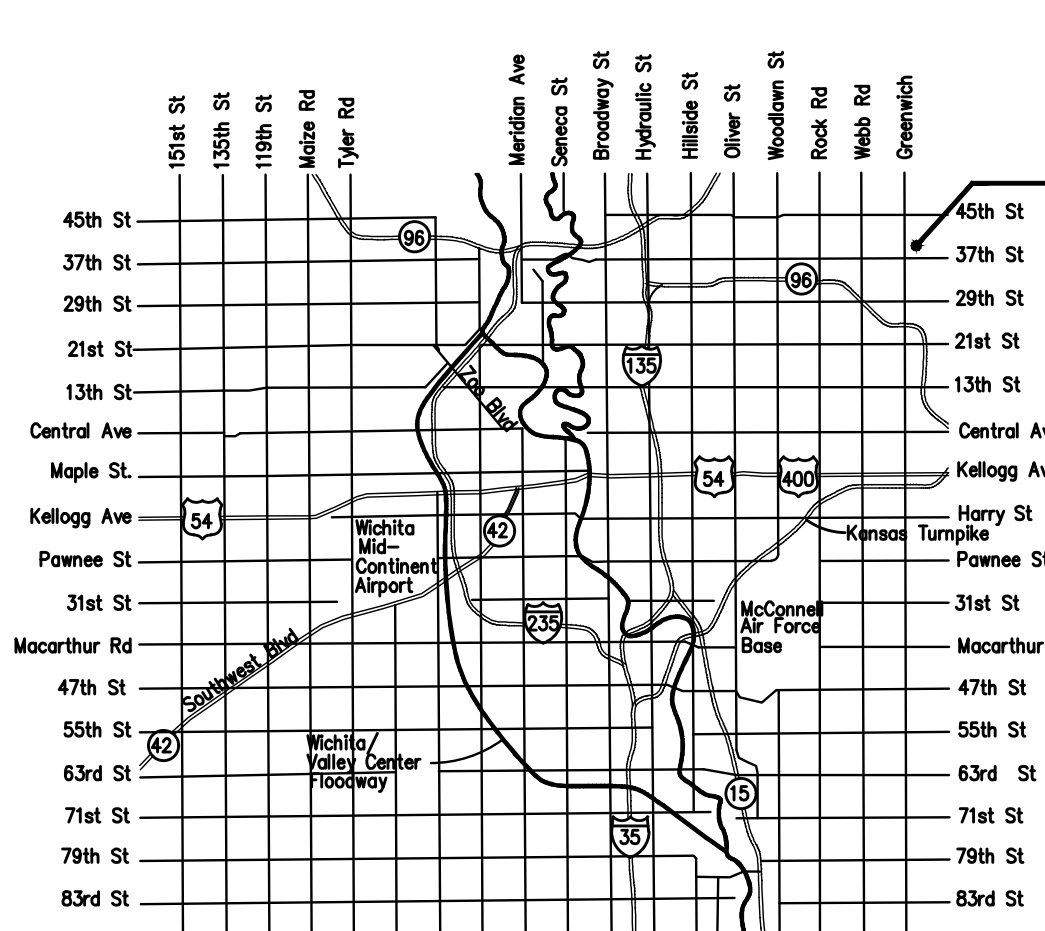 151st St
135th St
119th St
Maize Rd
Tyler Rd
Meridian Ave
Seneca St
Broadway St
Hydraulic St
Hillside St
Oliver St
Woodlawn St
Rock Rd
Webb Rd
Greenwich
45th St
45th St
96
37th St
37th St
96
29th St
29th St
21st St
21st St
135
13th St
13th St
Zoo Blvd
Central Ave
Central Av
Maple St.
Kellogg Av
54
400
Kellogg Ave
54
Harry St
Wichita
Mid-
Continent
Airport
42
Kansas Turnpike
Pawnee St
Pawnee St
31st St
31st St
McConnell
Air Force
Base
235
Macarthur Rd
Macarthur
Southwest Blvd
47th St
47th St
55th St
55th St
42
Wichita/
Valley Center
Floodway
63rd St
63rd St
15
71st St
71st St
35
79th St
79th St
83rd St
83rd St